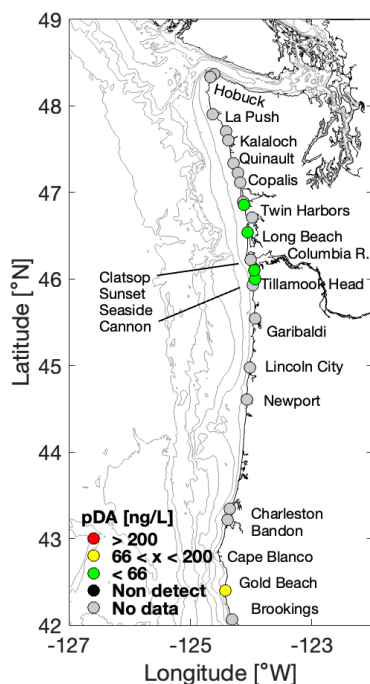 49
48
47
46
45
44
43
42
Latitude [°N]
Hobuck
La Push
Kalaloch
Quinault
Copalis
Twin Harbors
Long Beach
Columbia R.
Clatsop
Sunset
Seaside
Cannon
Tillamook Head
Garibaldi
Lincoln City
Newport
Charleston
Bandon
Cape Blanco
Gold Beach
Brookings
pDA [ng/L]
> 200
66 < x < 200
< 66
Non detect
No data
-127
-125
-123
Longitude [°W]